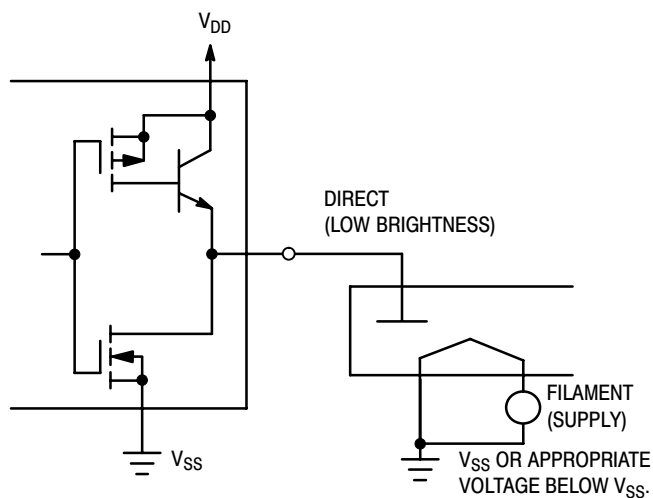 VDD
DIRECT
(LOW BRIGHTNESS)
FILAMENT
(SUPPLY)
VSS
VSS OR APPROPRIATE
VOLTAGE BELOW VSS.